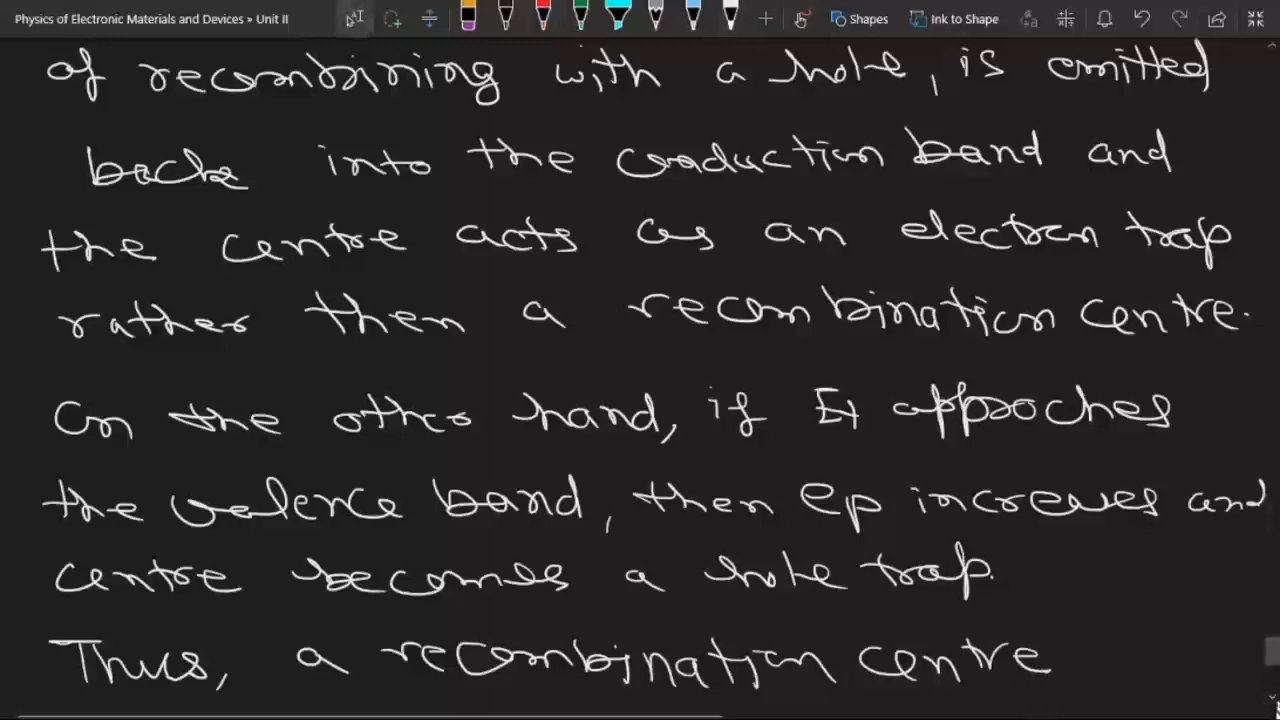 Physics of Electronic Materials and Devices » Unit II
Shapes
Ink to Shape
of recombining with a hole, is emitted
back into the conduction band and
the centre acts as an electron trap
rather then a recombination centre.
On the other hand, if Et approches
the valence band, then ep increases and
centre becomes a hole trap.
Thus, a recombination centre